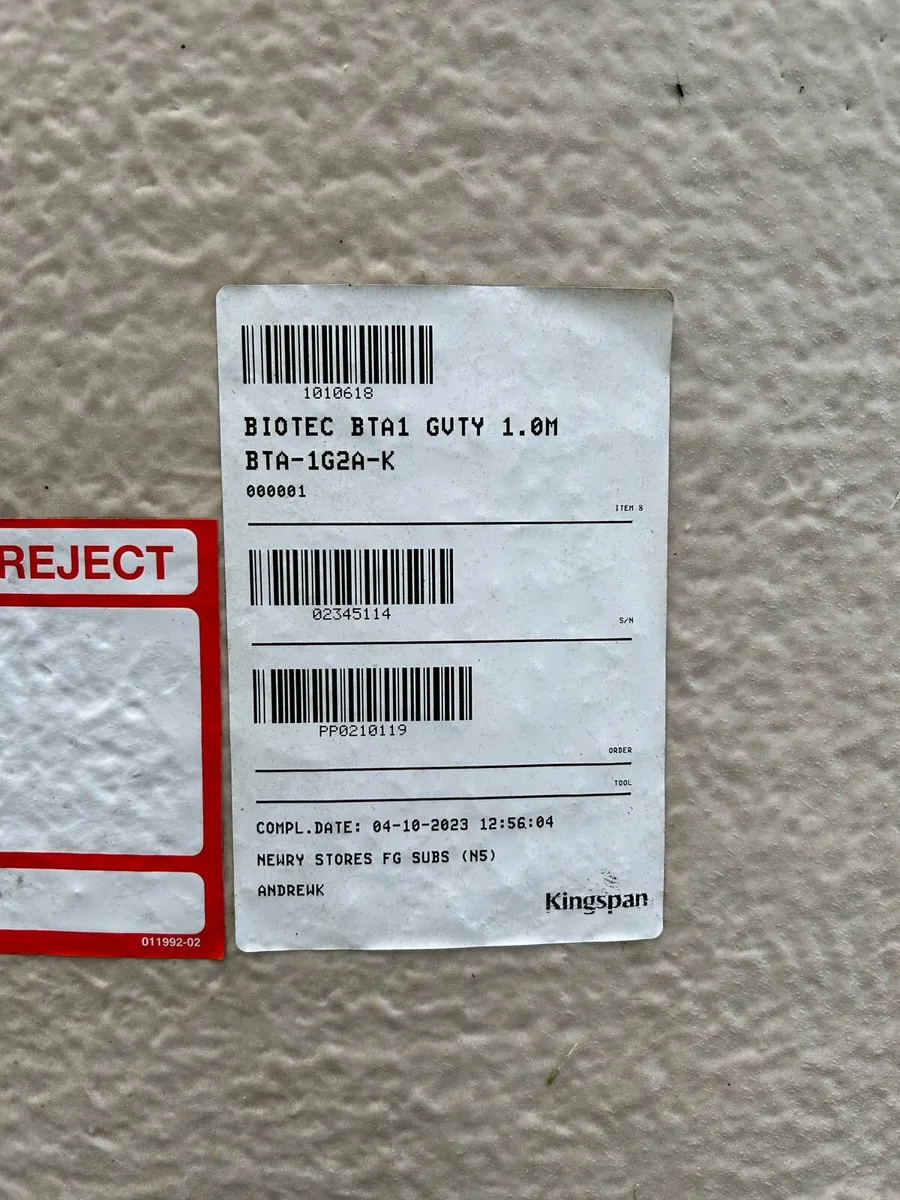 1010618
BIOTEC BTA1 GVTY 1.0M
BTA-1G2A-K
000001
ITEM 8
02345114
S/N
PP0210119
ORDER
TOOL
COMPL.DATE: 04-10-2023 12:56:04
NEWRY STORES FG SUBS (N5)
ANDREWK
Kingspan
REJECT
011992-02